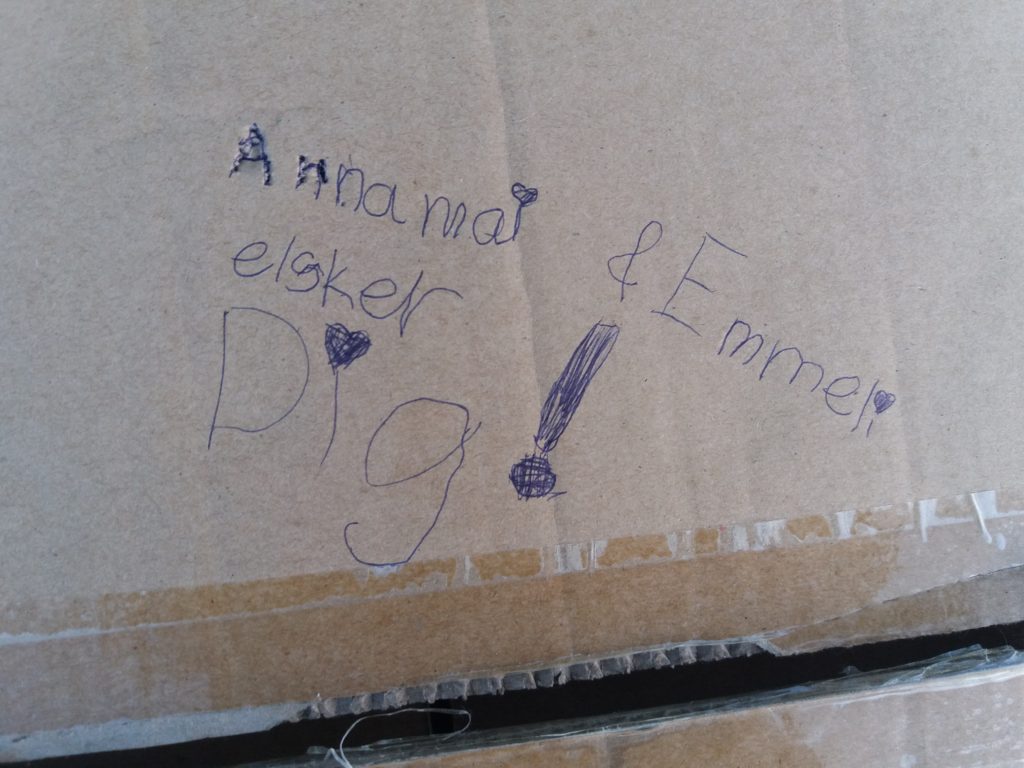 Annamai
elsker
Dig!
& Emmeli